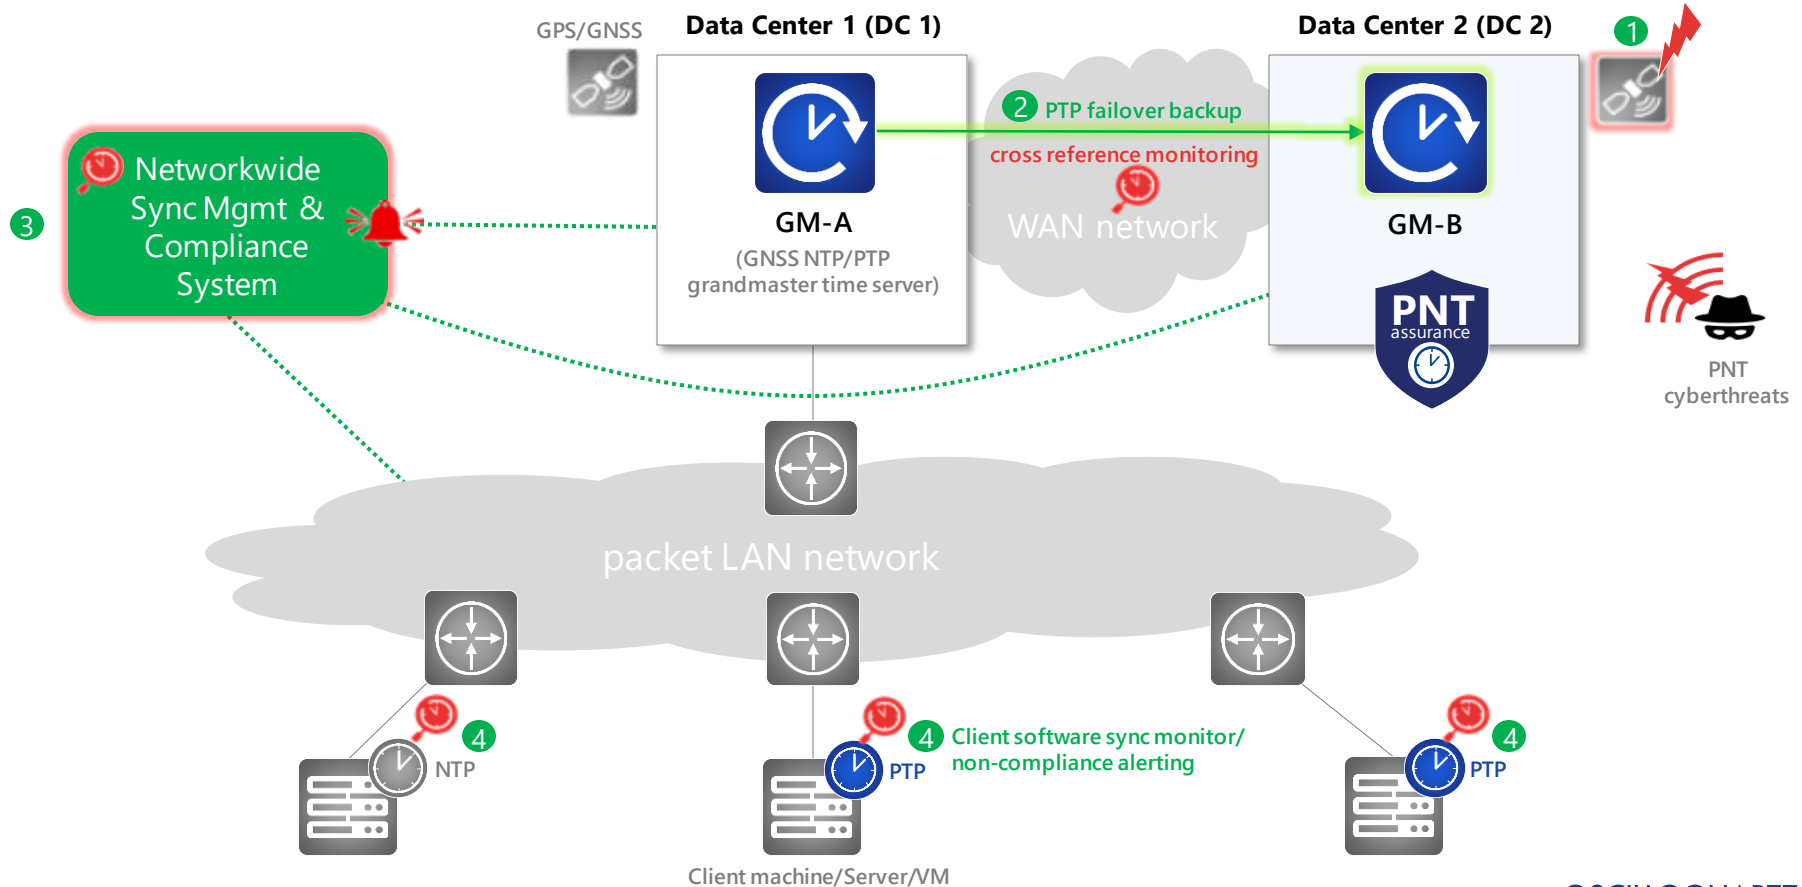 GPS/GNSS
Data Center 1 (DC 1)
Data Center 2 (DC 2)
1
2 PTP failover backup
cross reference monitoring
WAN network
3
Networkwide
Sync Mgmt &
Compliance
System
GM-A
(GNSS NTP/PTP
grandmaster time server)
GM-B
PNT
assurance
PNT
cyberthreats
packet LAN network
4
NTP
4 Client software sync monitor/
non-compliance alerting
PTP
4
PTP
Client machine/Server/VM